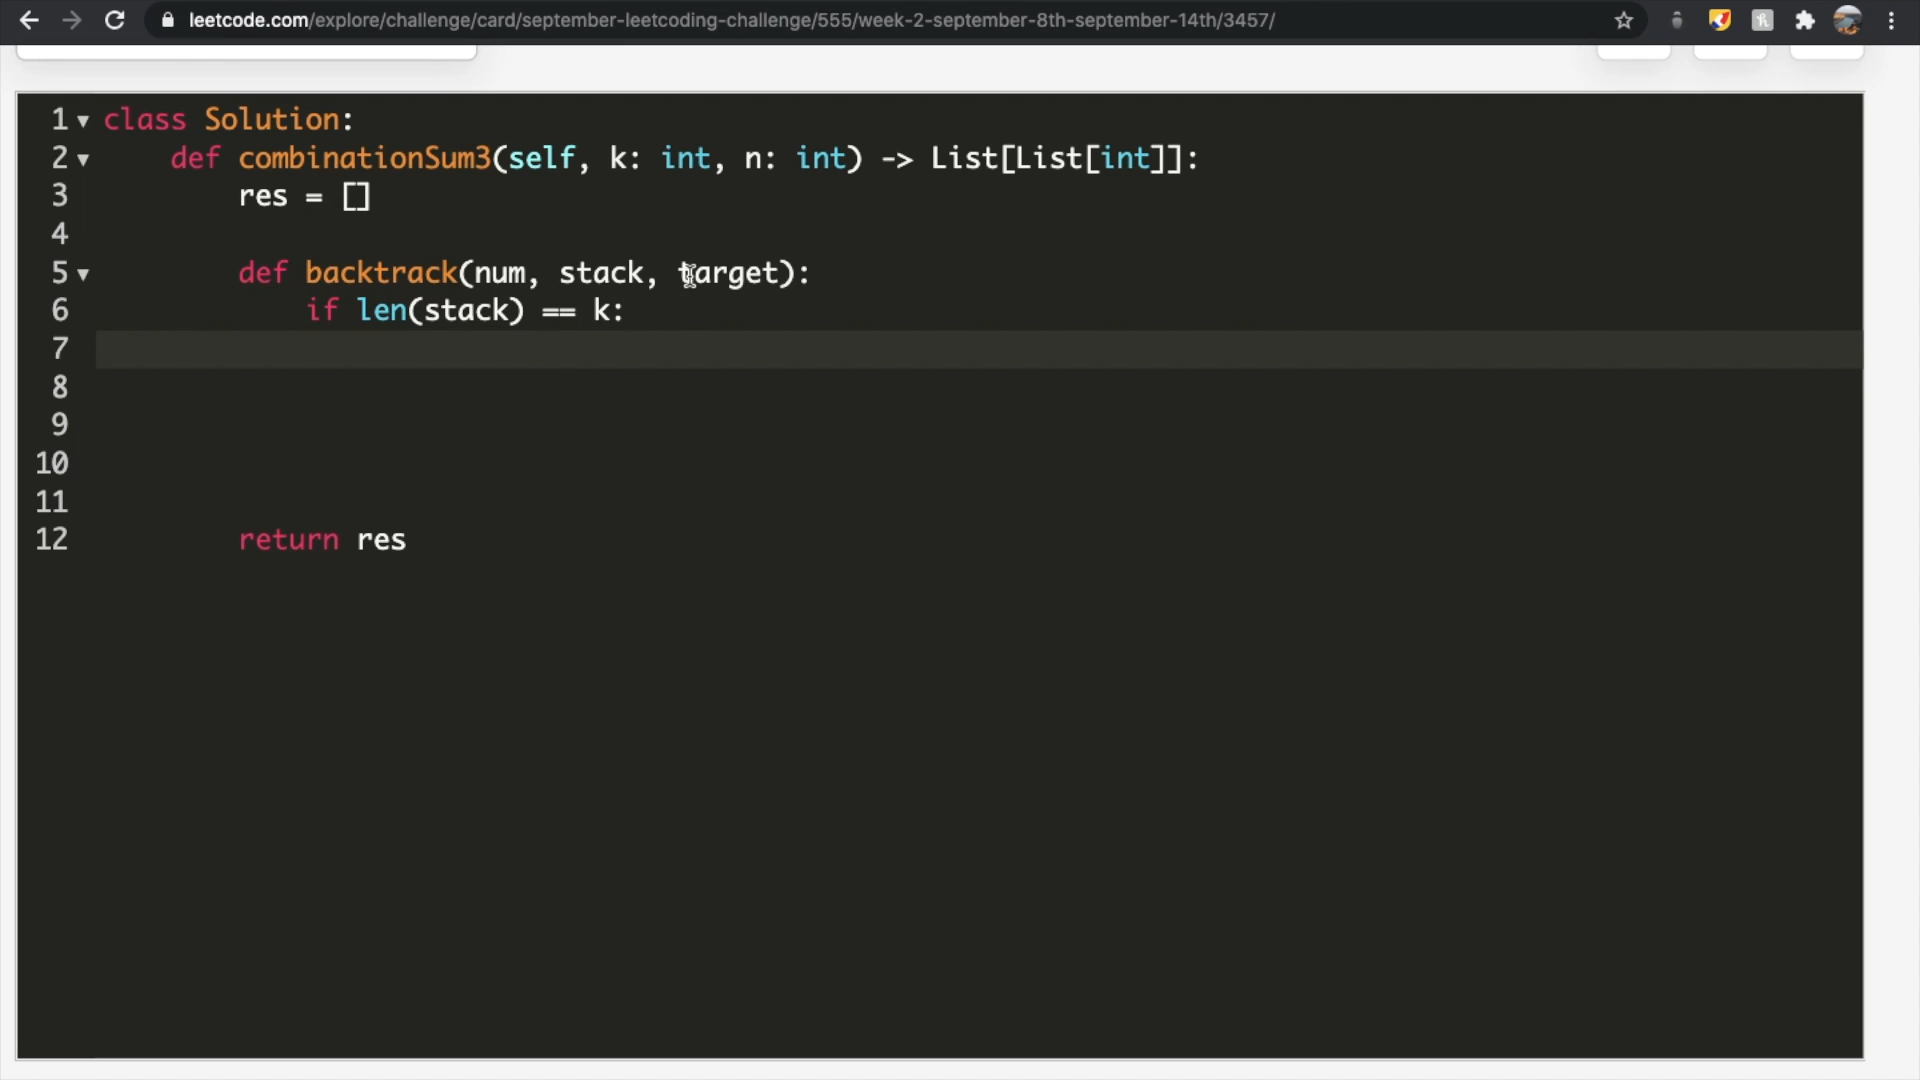 leetcode.com/explore/challenge/card/september-leetcoding-challenge/555/week-2-september-8th-september-14th/3457/
1 class Solution:
2     def combinationSum3(self, k: int, n: int) -> List[List[int]]:
3         res = []
4
5         def backtrack(num, stack, target):
6             if len(stack) == k:
7
8
9
10
11
12         return res